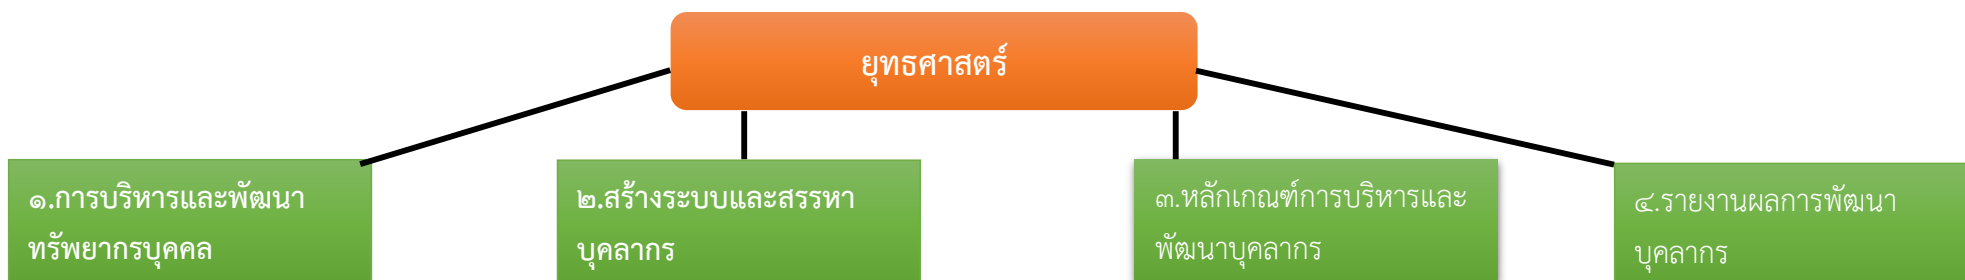 ยุทธศาสตร์
๑.การบริหารและพัฒนา
ทรัพยากรบุคคล
๒.สร้างระบบและสรรหา
บุคลากร
๓.หลักเกณฑ์การบริหารและ
พัฒนาบุคลากร
๔.รายงานผลการพัฒนา
บุคลากร